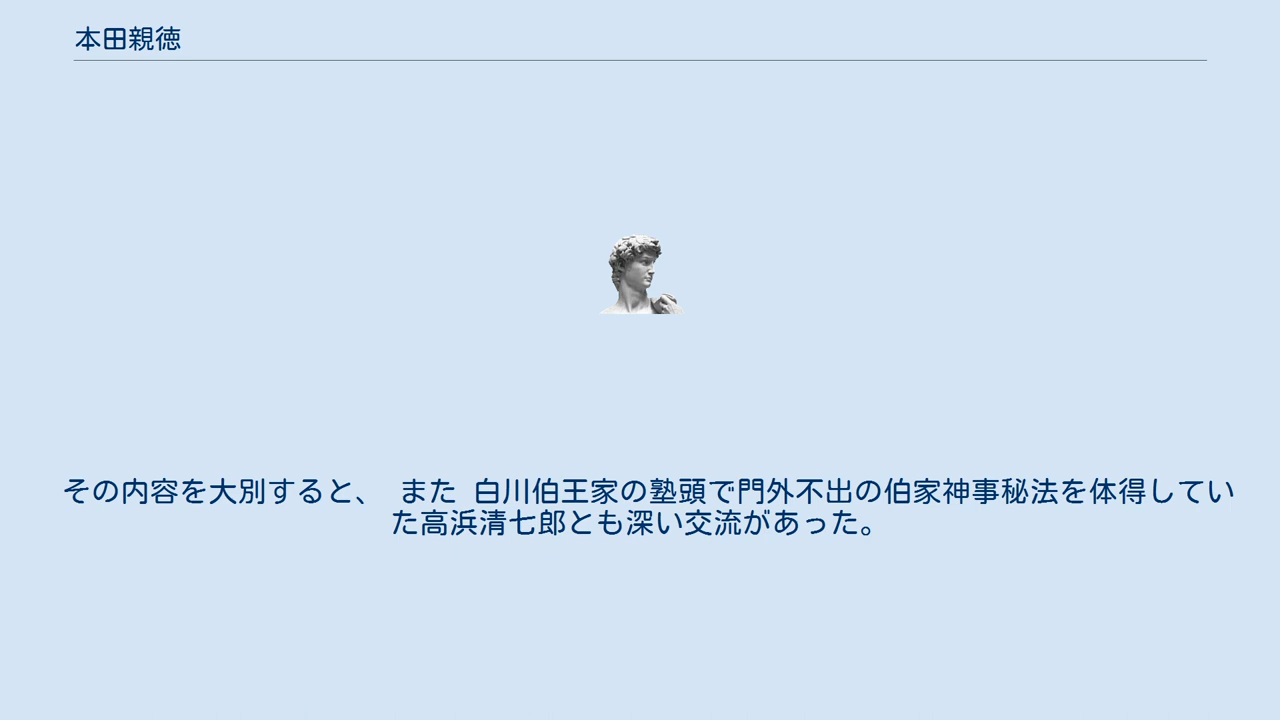 本田親徳
その内容を大別すると、 また 白川伯王家の塾頭で門外不出の伯家神事秘法を体得してい
た高浜清七郎とも深い交流があった。